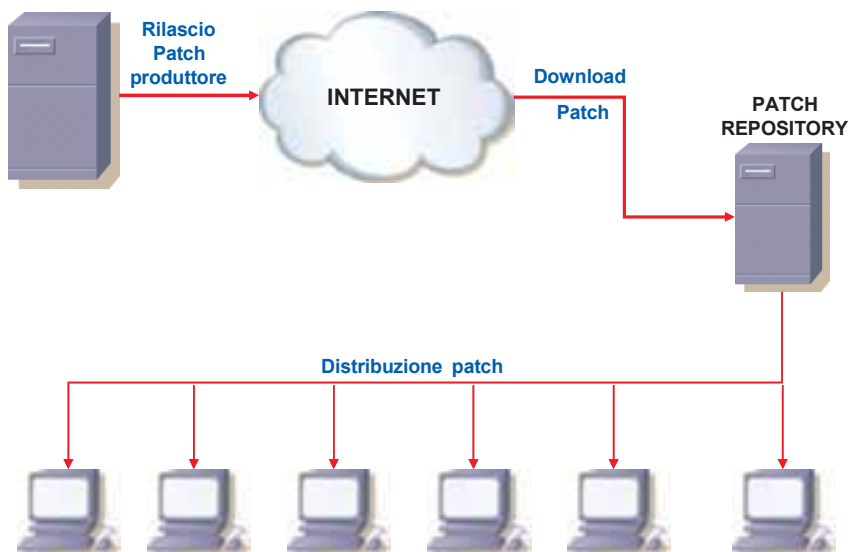 Rilascio
Patch
produttore
INTERNET
Download
Patch
PATCH
REPOSITORY
Distribuzione patch